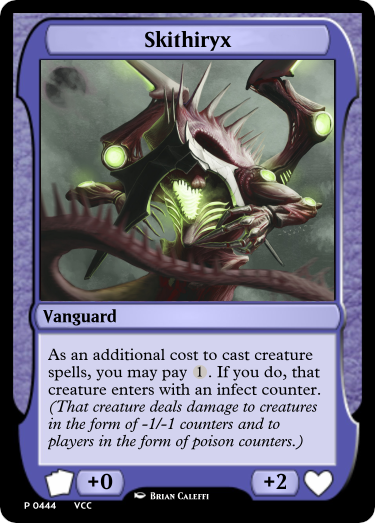 Skithiryx
Vanguard
As an additional cost to cast creature
spells, you may pay 1. If you do, that
creature enters with an infect counter.
(That creature deals damage to creatures
in the form of -1/-1 counters and to
players in the form of poison counters.)
+0
+2
Brian Caleffi
P 0444 VCC